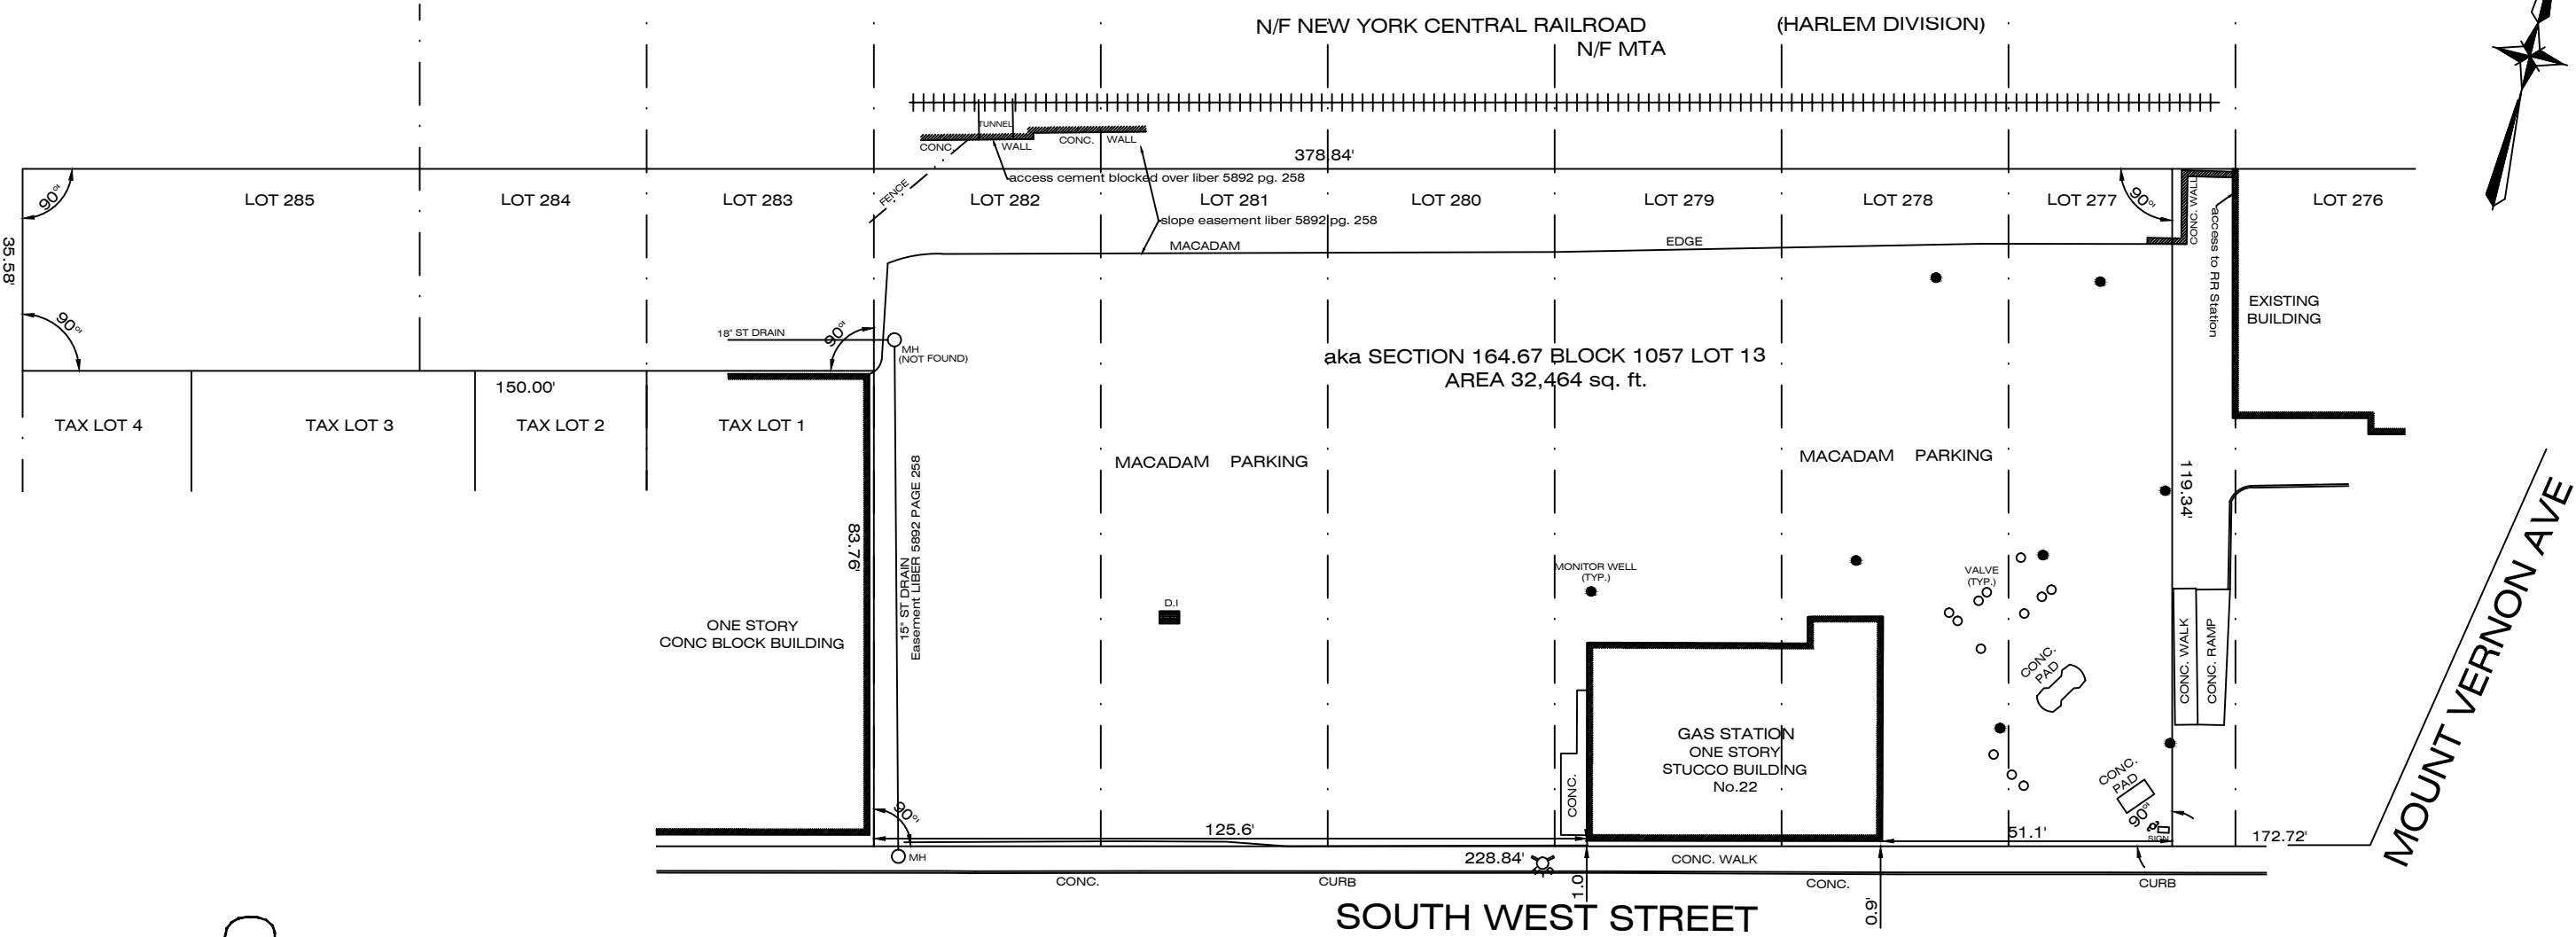 N/F NEW YORK CENTRAL RAILROAD (HARLEM DIVISION)
N/F MTA
TUNNEL
CONC. WALL CONC. WALL
378.84'
access cement blocked over liber 5892 pg. 258
90°
LOT 285
LOT 284
LOT 283
FENCE
LOT 282
LOT 281
LOT 280
LOT 279
LOT 278
LOT 277
90°
CONC. WALL
LOT 276
slope easement liber 5892 pg. 258
access to RR Station
35.58'
MACADAM
EDGE
EXISTING
BUILDING
90°
18" ST DRAIN
90°
MH
(NOT FOUND)
aka SECTION 164.67 BLOCK 1057 LOT 13
AREA 32,464 sq. ft.
150.00'
TAX LOT 4
TAX LOT 3
TAX LOT 2
TAX LOT 1
MACADAM PARKING
MACADAM PARKING
119.34'
83.76'
15" ST DRAIN
Easement LIBER 5892 PAGE 258
MONITOR WELL
(TYP.)
VALVE
(TYP.)
D.I
ONE STORY
CONC BLOCK BUILDING
CONC. WALK
CONC. RAMP
CONC.
PAD
GAS STATION
ONE STORY
STUCCO BUILDING
No.22
CONC.
CONC.
PAD
90°
90°
SIGN
125.6'
51.1'
172.72'
MOUNT VERNON AVE
MH
228.84'
CONC. WALK
CONC.
CURB
1.0
CONC.
0.9'
CURB
SOUTH WEST STREET